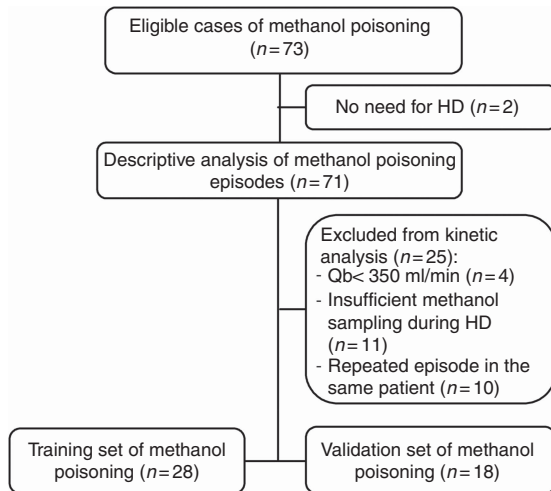 Eligible cases of methanol poisoning
(n=73)
No need for HD (n=2)
Descriptive analysis of methanol poisoning
episodes (n=71)
Excluded from kinetic
analysis (n=25):
- Qb< 350 ml/min (n=4)
- Insufficient methanol
sampling during HD
(n=11)
- Repeated episode in the
same patient (n=10)
Training set of methanol
poisoning (n=28)
Validation set of methanol
poisoning (n=18)